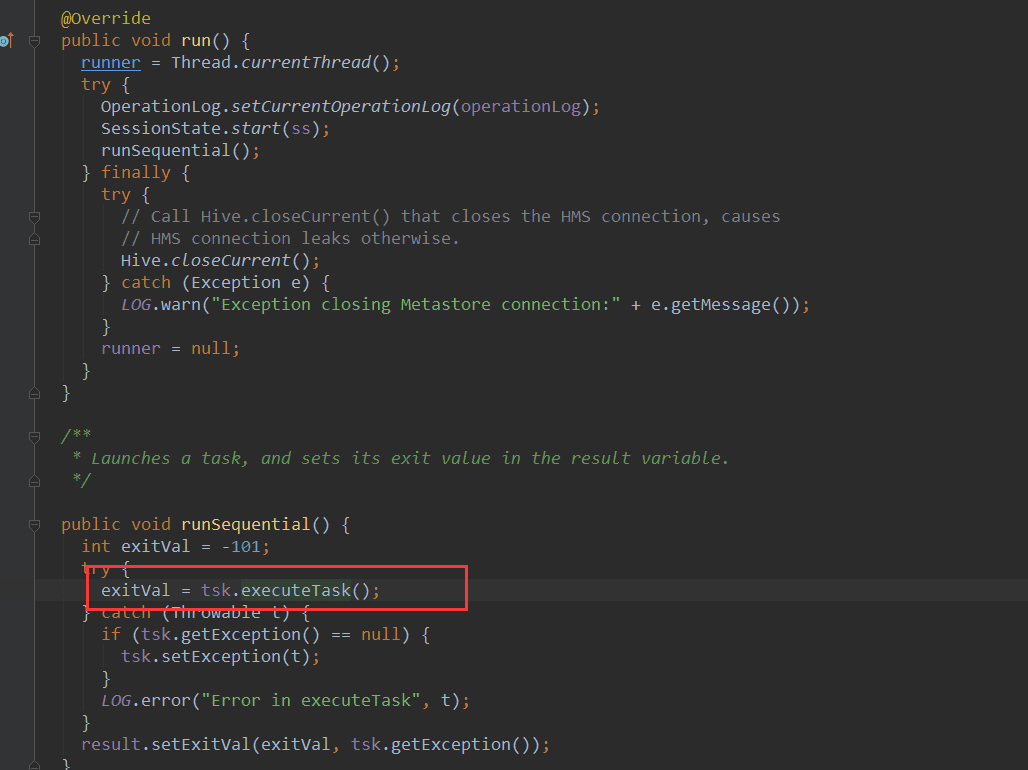 @Override
public void run() {
  runner = Thread.currentThread();
  try {
    OperationLog.setCurrentOperationLog(operationLog);
    SessionState.start(ss);
    runSequential();
  } finally {
    try {
      // Call Hive.closeCurrent() that closes the HMS connection, causes
      // HMS connection leaks otherwise.
      Hive.closeCurrent();
    } catch (Exception e) {
      LOG.warn("Exception closing Metastore connection:" + e.getMessage());
    }
    runner = null;
  }
}

/**
 * Launches a task, and sets its exit value in the result variable.
 */

public void runSequential() {
  int exitVal = -101;
  try {
    exitVal = tsk.executeTask();
  } catch (Throwable t) {
    if (tsk.getException() == null) {
      tsk.setException(t);
    }
    LOG.error("Error in executeTask", t);
  }
  result.setExitVal(exitVal, tsk.getException());
}